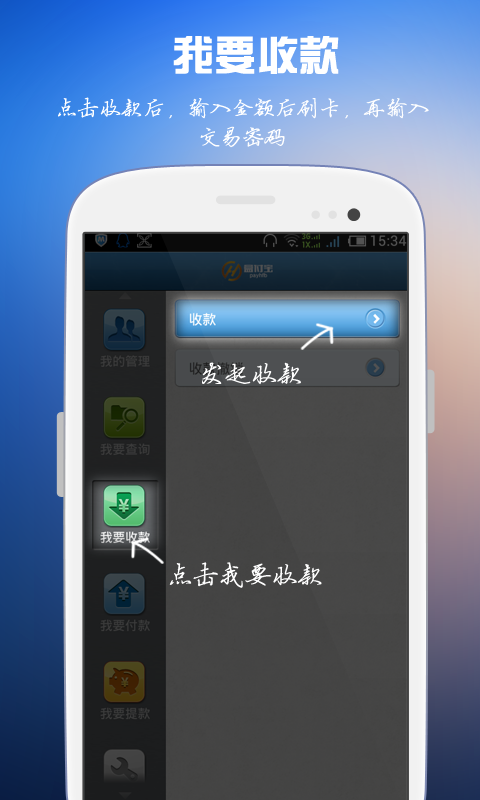 我要收款
点击收款后，输入金额后刷卡，再输入
交易密码
15:34
收款
发起收款
我的管理
我要查询
我要收款
点击我要收款
我要付款
我要提款